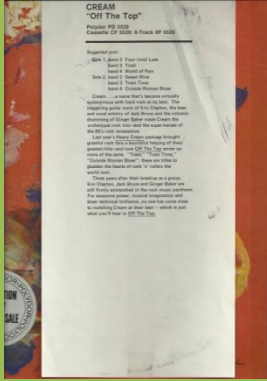 CREAM
"Off The Top"
Polydor PD 5529
Cassette CF 5529/8-Track 8F 5529
Suggested cuts:
Side 1, band 2 Four Until Late
band 3 Toad
band 4 World of Pain
Side 2, band 2 Sweet Wine
band 3 Train Time
band 4 Outside Woman Blues
Cream . . . a name that's become virtually
synonymous with hard rock at its best. The
staggering guitar work of Eric Clapton, the bass
and vocal artistry of Jack Bruce and the volcanic
drumming of Ginger Baker made Cream the
archetypal rock trio—and the super-heroes of
the 60's rock renaissance.
Last year's Heavy Cream package brought
grateful rock fans a bountiful helping of their
greatest hits—and now Off The Top serves up
more of the same. "Toad," "Train Time,"
"Outside Woman Blues", these are titles to
gladden the hearts of rock 'n' rollers the
world over.
Three years after their breakup as a group,
Eric Clapton, Jack Bruce and Ginger Baker are
still firmly entrenched in the rock music pantheon.
For awesome power, musical imagination and
sheer technical brilliance, no one has come close
to matching Cream at their best — which is just
what you'll hear in Off The Top.
SALE